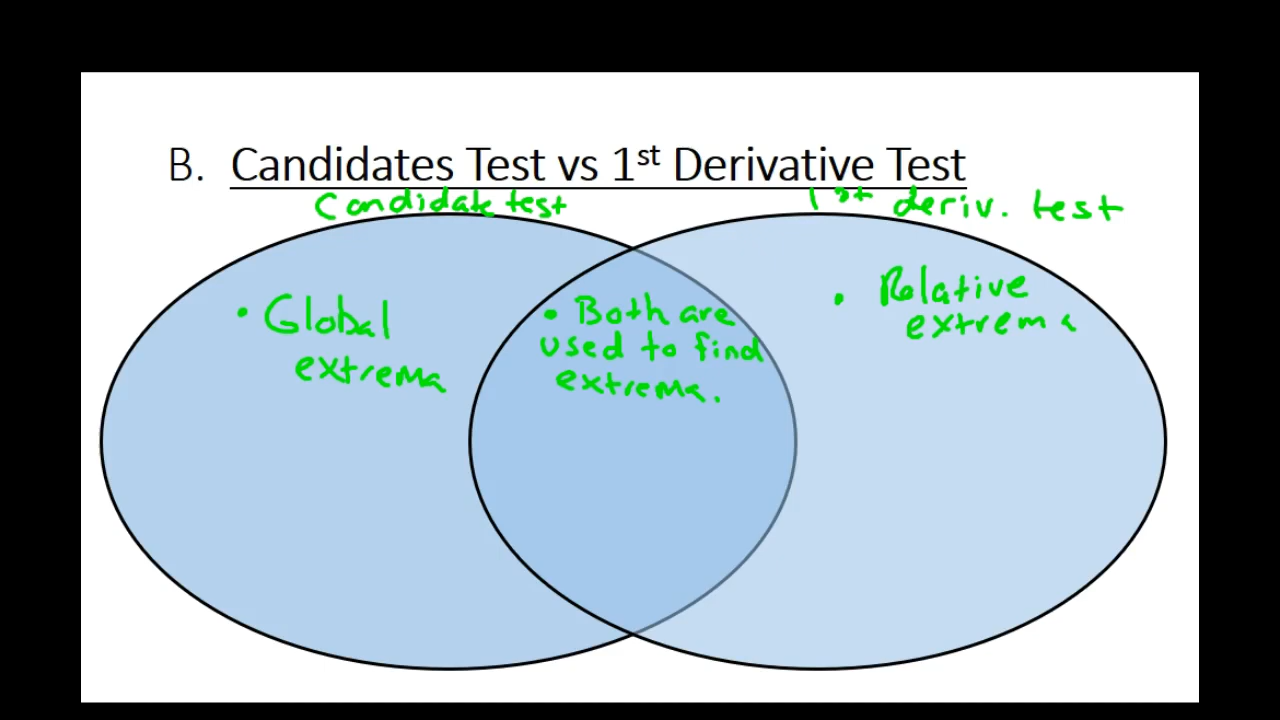 B. Candidates Test vs 1st Derivative Test
Candidate test
1st deriv. test
• Global
extrema
• Both are
used to find
extrema.
• Relative
extrema